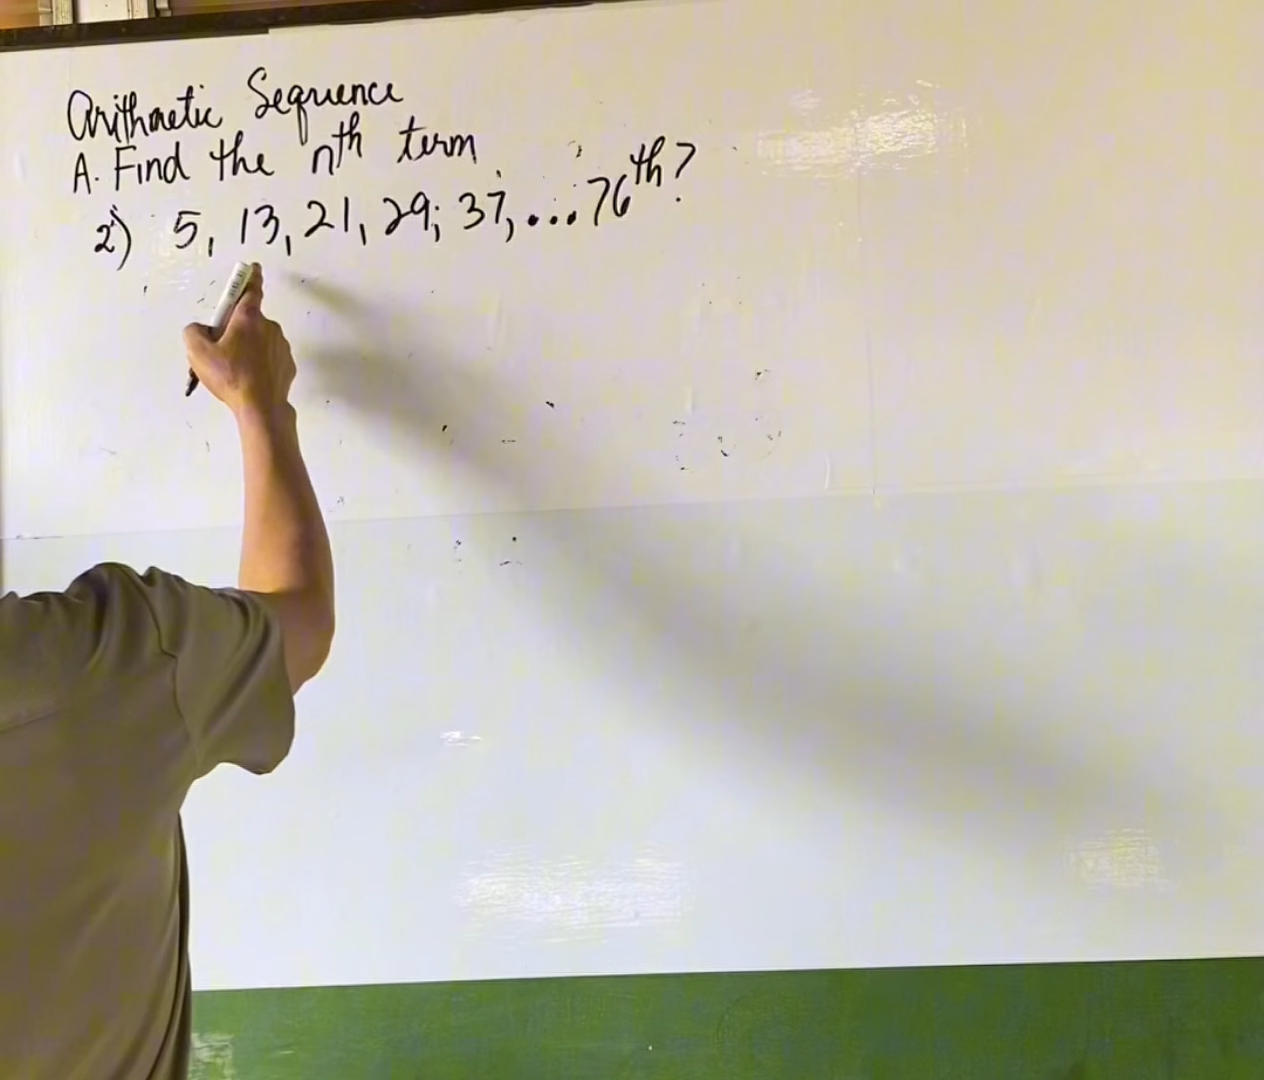 Arithmetic Sequence
A. Find the nth term
2) 5, 13, 21, 29, 37, ... 76th?